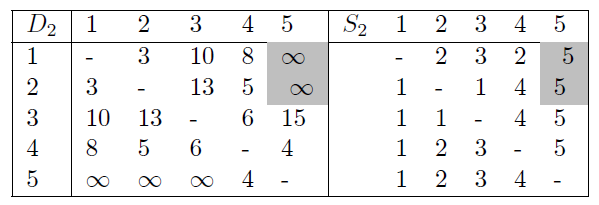 D₂ 1 2 3 4 5 S₂ 1 2 3 4 5
1 - 3 10 8 ∞ - 2 3 2 5
2 3 - 13 5 ∞ 1 - 1 4 5
3 10 13 - 6 15 1 1 - 4 5
4 8 5 6 - 4 1 2 3 - 5
5 ∞ ∞ ∞ 4 - 1 2 3 4 -